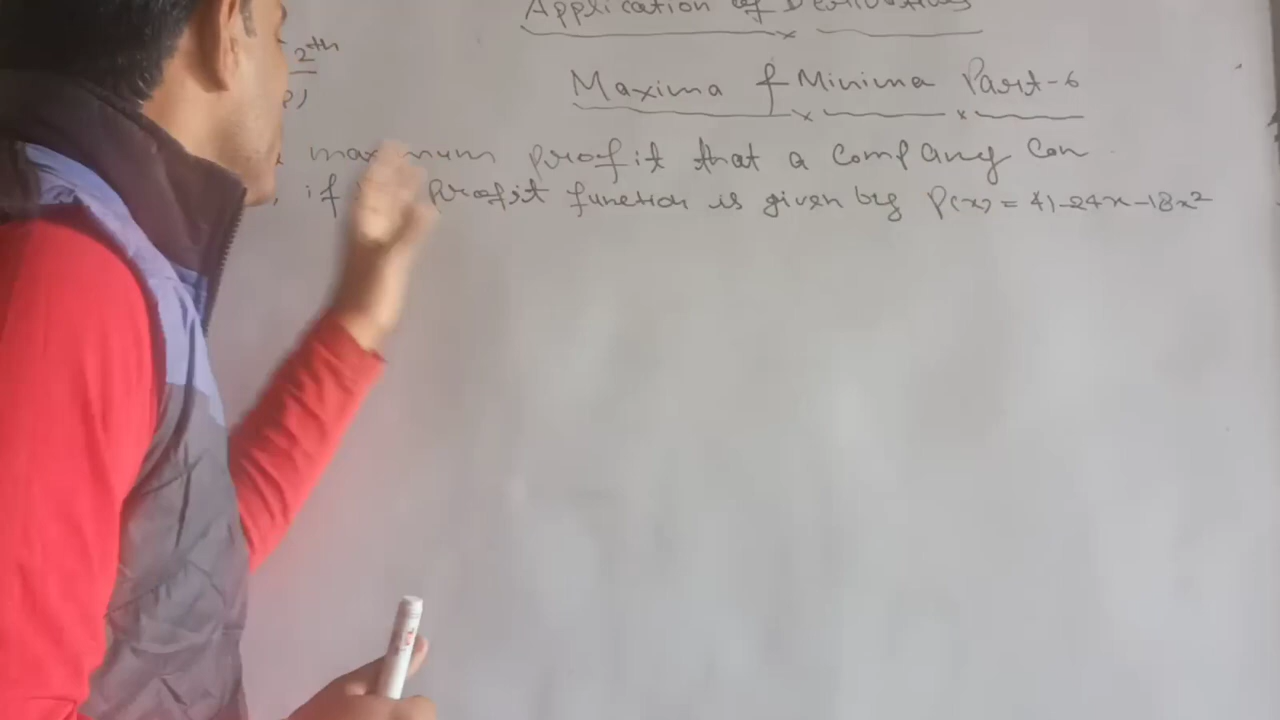 Application of Derivatives
2th
Maxima & Minima Part-6
maximum profit that a company can
, if profit function is given by P(x) = 41-24x-18x²